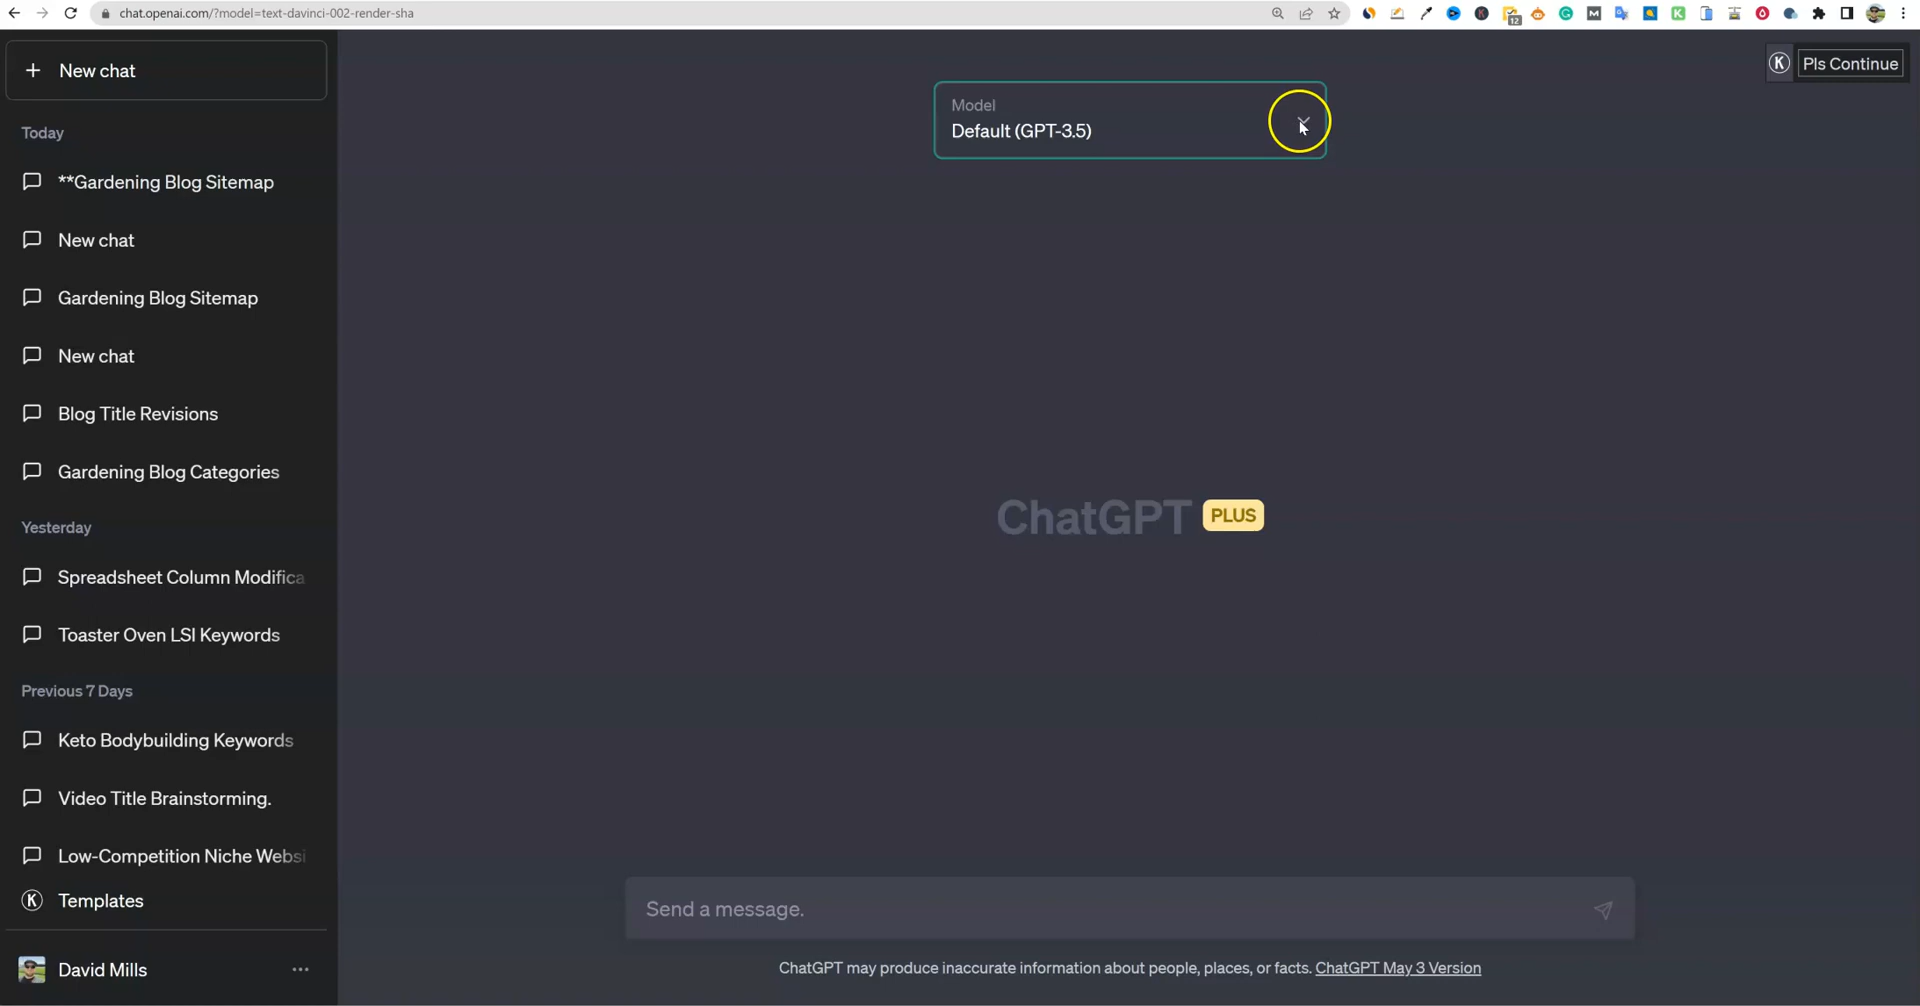 chat.openai.com/?model=text-davinci-002-render-sha
12
New chat
Pls Continue
Today
**Gardening Blog Sitemap
New chat
Gardening Blog Sitemap
New chat
Blog Title Revisions
Gardening Blog Categories
Yesterday
Spreadsheet Column Modifica
Toaster Oven LSI Keywords
Previous 7 Days
Keto Bodybuilding Keywords
Video Title Brainstorming.
Low-Competition Niche Websi
K Templates
David Mills
Model
Default (GPT-3.5)
ChatGPT PLUS
Send a message.
ChatGPT may produce inaccurate information about people, places, or facts. ChatGPT May 3 Version